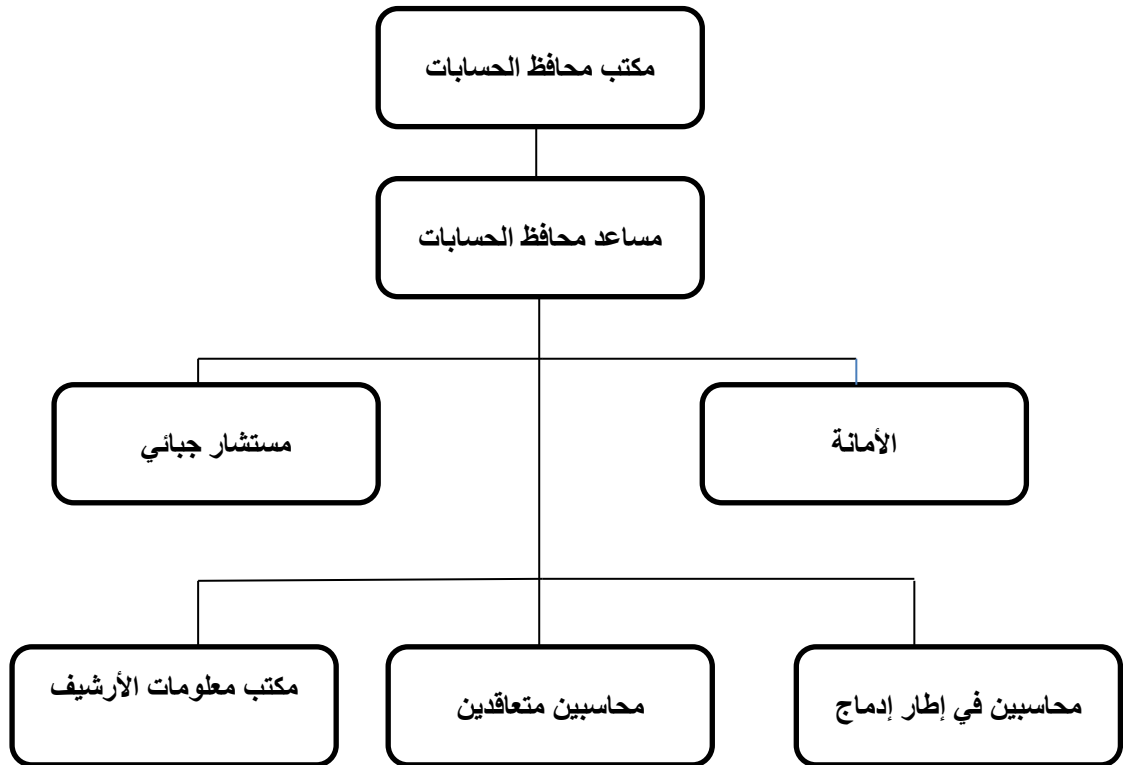 مكتب محافظ الحسابات
مساعد محافظ الحسابات
الأمانة
مستشار جبائي
محاسبين في إطار إدماج
محاسبين متعاقدين
مكتب معلومات الأرشيف